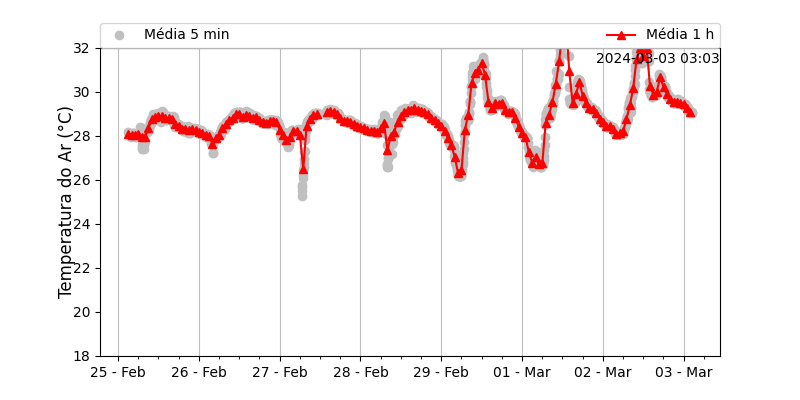 Média 5 min
Média 1 h
2024-03-03 03:03
Temperatura do Ar (°C)
32
30
28
26
24
22
20
18
25 - Feb
26 - Feb
27 - Feb
28 - Feb
29 - Feb
01 - Mar
02 - Mar
03 - Mar